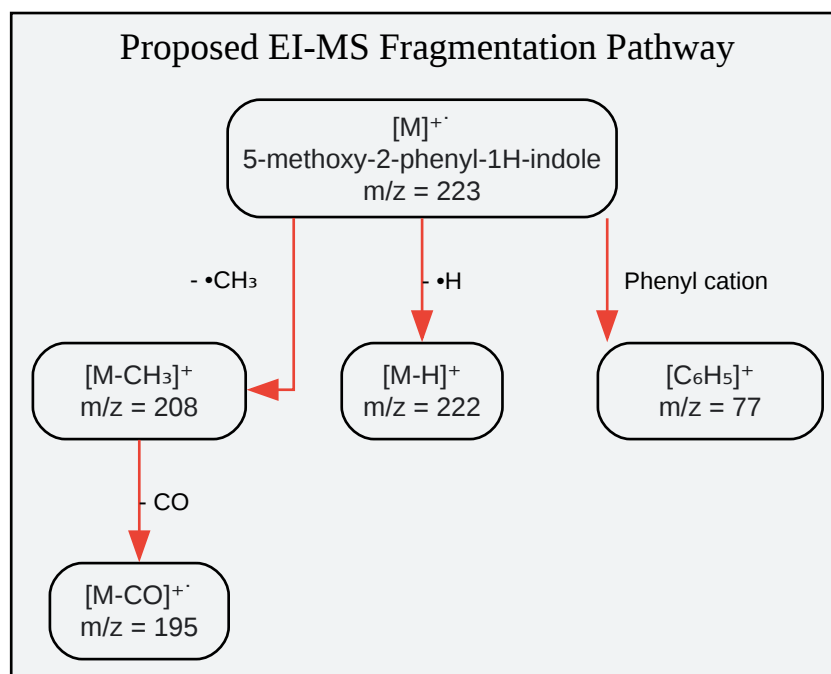 Proposed EI-MS Fragmentation Pathway
[M]⁺˙
5-methoxy-2-phenyl-1H-indole
m/z = 223
- •CH₃
- •H
Phenyl cation
[M-CH₃]⁺
m/z = 208
[M-H]⁺
m/z = 222
[C₆H₅]⁺
m/z = 77
- CO
[M-CO]⁺˙
m/z = 195